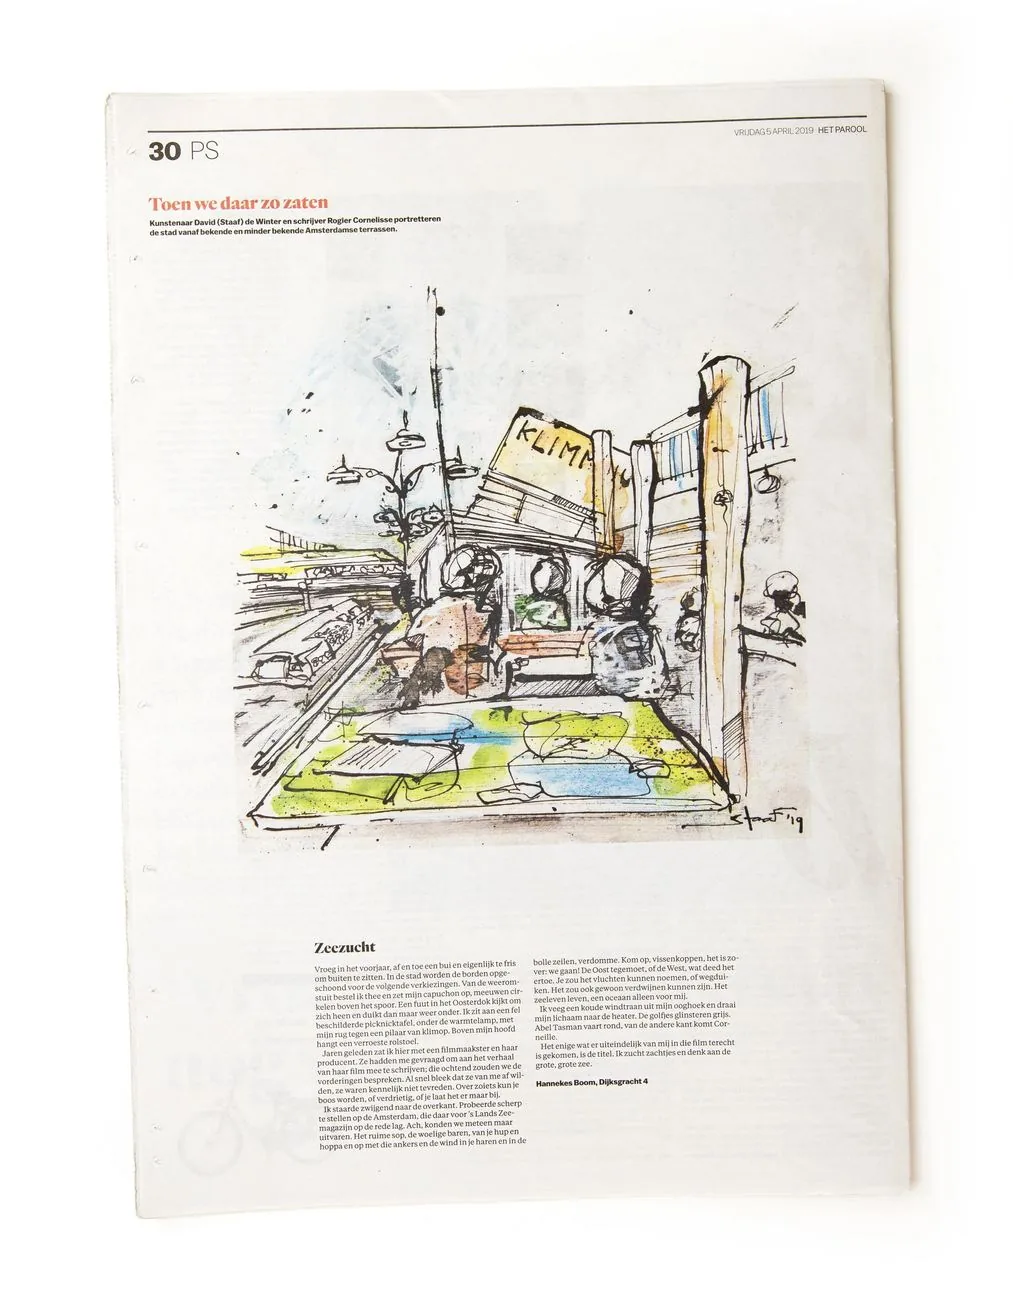 30 PS
VRIJDAG 5 APRIL 2019 HET PAROOL
Toen we daar zo zaten
Kunstenaar David (Staaf) de Winter en schrijver Rogier Cornelisse portretteren
de stad vanaf bekende en minder bekende Amsterdamse terrassen.
KLIMM
Staaf '19
Zeezucht
Vroeg in het voorjaar, af en toe een bui en eigenlijk te fris
om buiten te zitten. In de stad worden de borden opge-
schoond voor de volgende verkiezingen. Van de weerom-
stuit bestel ik thee en zet mijn capuchon op, meeuwen cir-
kelen boven het spoor. Een fuut in het Oosterdok kijkt om
zich heen en duikt dan maar weer onder. Ik zit aan een fel
beschilderde picknicktafel, onder de warmtelamp, met
mijn rug tegen een pilaar van klimop. Boven mijn hoofd
hangt een verroeste rolstoel.
Jaren geleden zat ik hier met een filmmaakster en haar
producent. Ze hadden me gevraagd om aan het verhaal
van haar film mee te schrijven; die ochtend zouden we de
vorderingen bespreken. Al snel bleek dat ze van me af wil-
den, ze waren kennelijk niet tevreden. Over zoiets kun je
boos worden, of verdrietig, of je laat het er maar bij.
Ik staarde zwijgend naar de overkant. Probeerde scherp
te stellen op de Amsterdam, die daar voor 's Lands Zee-
magazijn op de rede lag. Ach, konden we meteen maar
uitvaren. Het ruime sop, de woelige baren, van je hup en
hoppa en op met die ankers en de wind in je haren en in de
bolle zeilen, verdomme. Kom op, vissenkoppen, het is zo-
ver: we gaan! De Oost tegemoet, of de West, wat deed het
ertoe. Je zou het vluchten kunnen noemen, of wegdui-
ken. Het zou ook gewoon verdwijnen kunnen zijn. Het
zeeleven leven, een oceaan alleen voor mij.
Ik veeg een koude windtraan uit mijn ooghoek en draai
mijn lichaam naar de heater. De golfjes glinsteren grijs.
Abel Tasman vaart rond, van de andere kant komt Cor-
neille.
Het enige wat er uiteindelijk van mij in die film terecht
is gekomen, is de titel. Ik zucht zachtjes en denk aan de
grote, grote zee.
Hannekes Boom, Dijksgracht 4